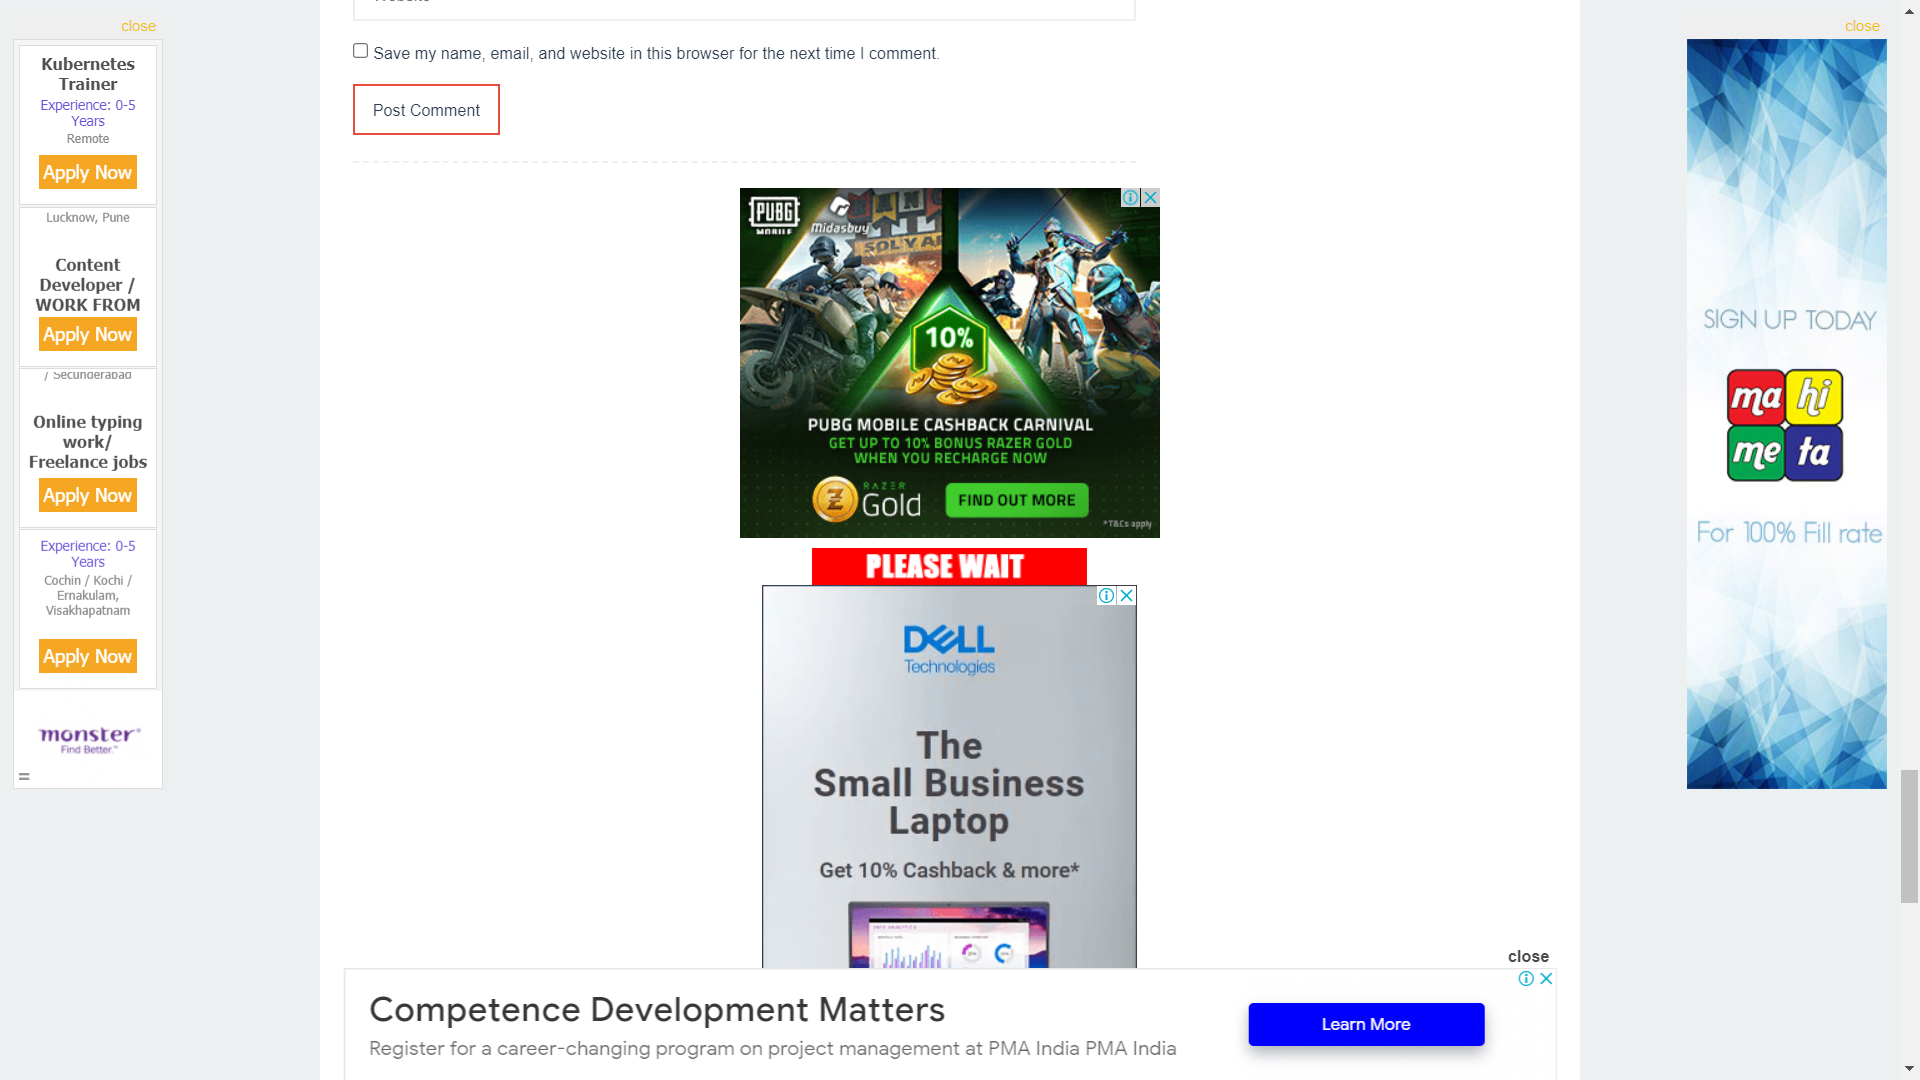 close
Kubernetes
Trainer
Experience: 0-5
Years
Remote
Apply Now
Lucknow, Pune
Content
Developer /
WORK FROM
Apply Now
/ Secunderabad
Online typing
work/
Freelance jobs
Apply Now
Experience: 0-5
Years
Cochin / Kochi /
Ernakulam,
Visakhapatnam
Apply Now
monster
Find Better.™
Website
Save my name, email, and website in this browser for the next time I comment.
Post Comment
PUBG
MOBILE
Midasbuy
10%
PUBG MOBILE CASHBACK CARNIVAL
GET UP TO 10% BONUS RAZER GOLD
WHEN YOU RECHARGE NOW
RAZER
Gold
FIND OUT MORE
*T&Cs apply
PLEASE WAIT
DELL
Technologies
The
Small Business
Laptop
Get 10% Cashback & more*
close
Competence Development Matters
Register for a career-changing program on project management at PMA India PMA India
Learn More
close
SIGN UP TODAY
ma hi
me ta
For 100% Fill rate